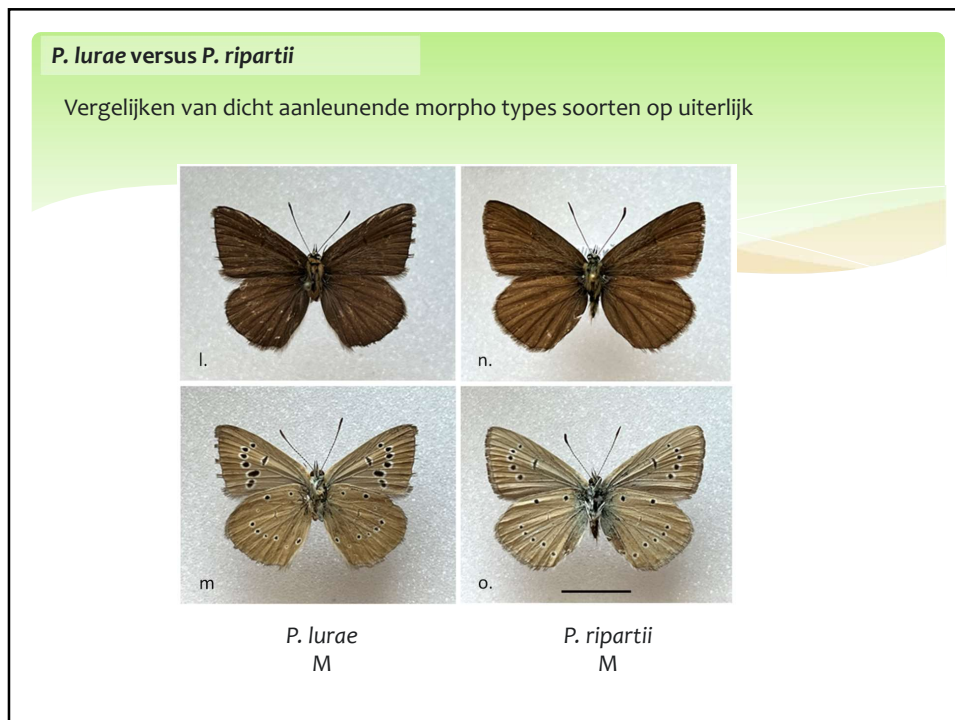 P. lurae versus P. ripartii
Vergelijken van dicht aanleunende morpho types soorten op uiterlijk
l.
n.
m
o.
P. lurae
M
P. ripartii
M